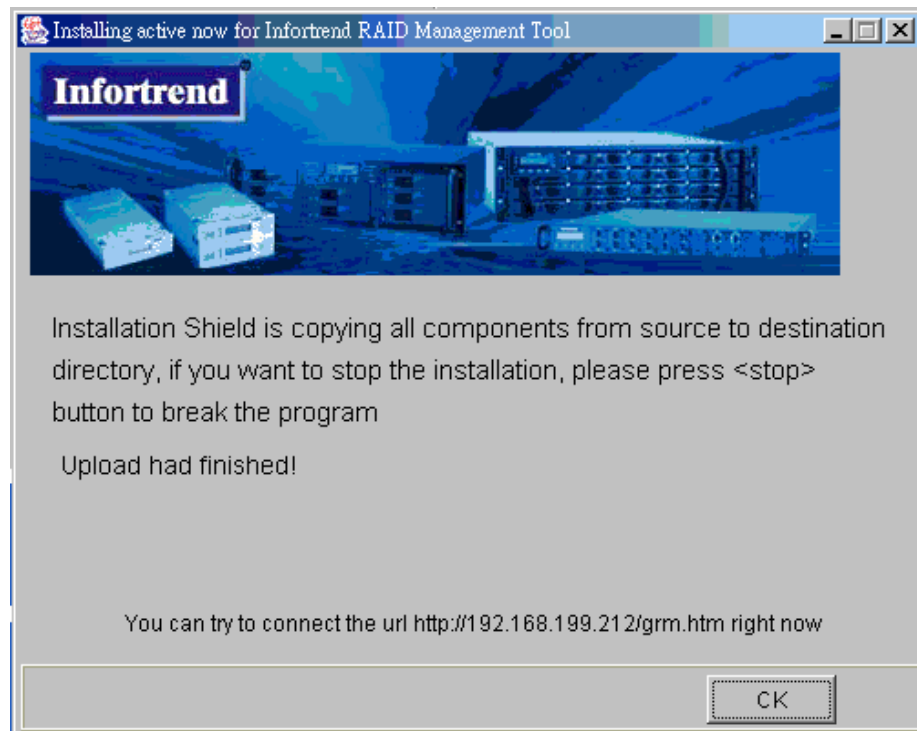 Installing active now for Infortrend RAID Management Tool
Infortrend
Installation Shield is copying all components from source to destination
directory, if you want to stop the installation, please press <stop>
button to break the program
Upload had finished!
You can try to connect the url http://192.168.199.212/grm.htm right now
CK